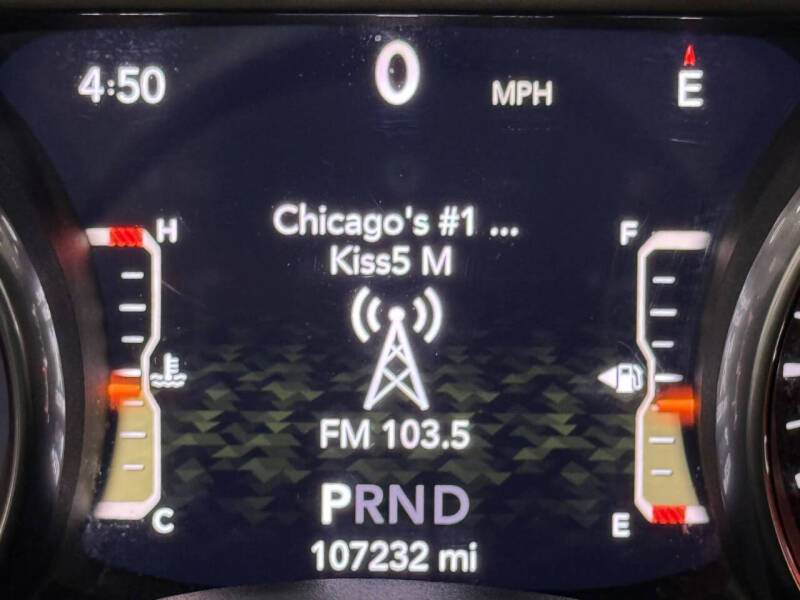 4:50 0 MPH E
H F
Chicago's #1 ...
Kiss5 M
FM 103.5
PRND
C E
107232 mi